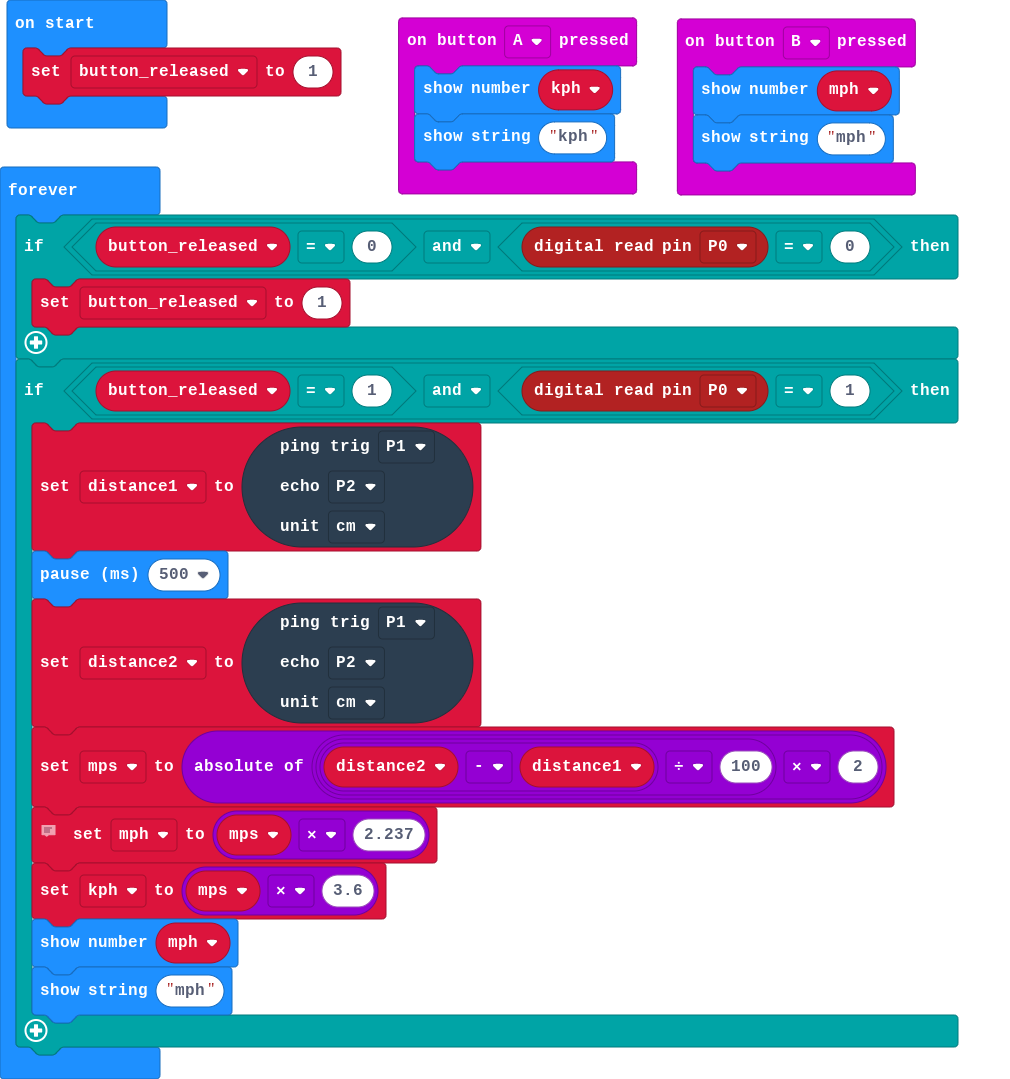 on start
set button_released to 1
on button A pressed
show number kph
show string "kph"
on button B pressed
show number mph
show string "mph"
forever
if button_released = 0 and digital read pin P0 = 0 then
set button_released to 1
if button_released = 1 and digital read pin P0 = 1 then
ping trig P1
set distance1 to echo P2
unit cm
pause (ms) 500
ping trig P1
set distance2 to echo P2
unit cm
set mps to absolute of distance2 - distance1 ÷ 100 × 2
set mph to mps × 2.237
set kph to mps × 3.6
show number mph
show string "mph"